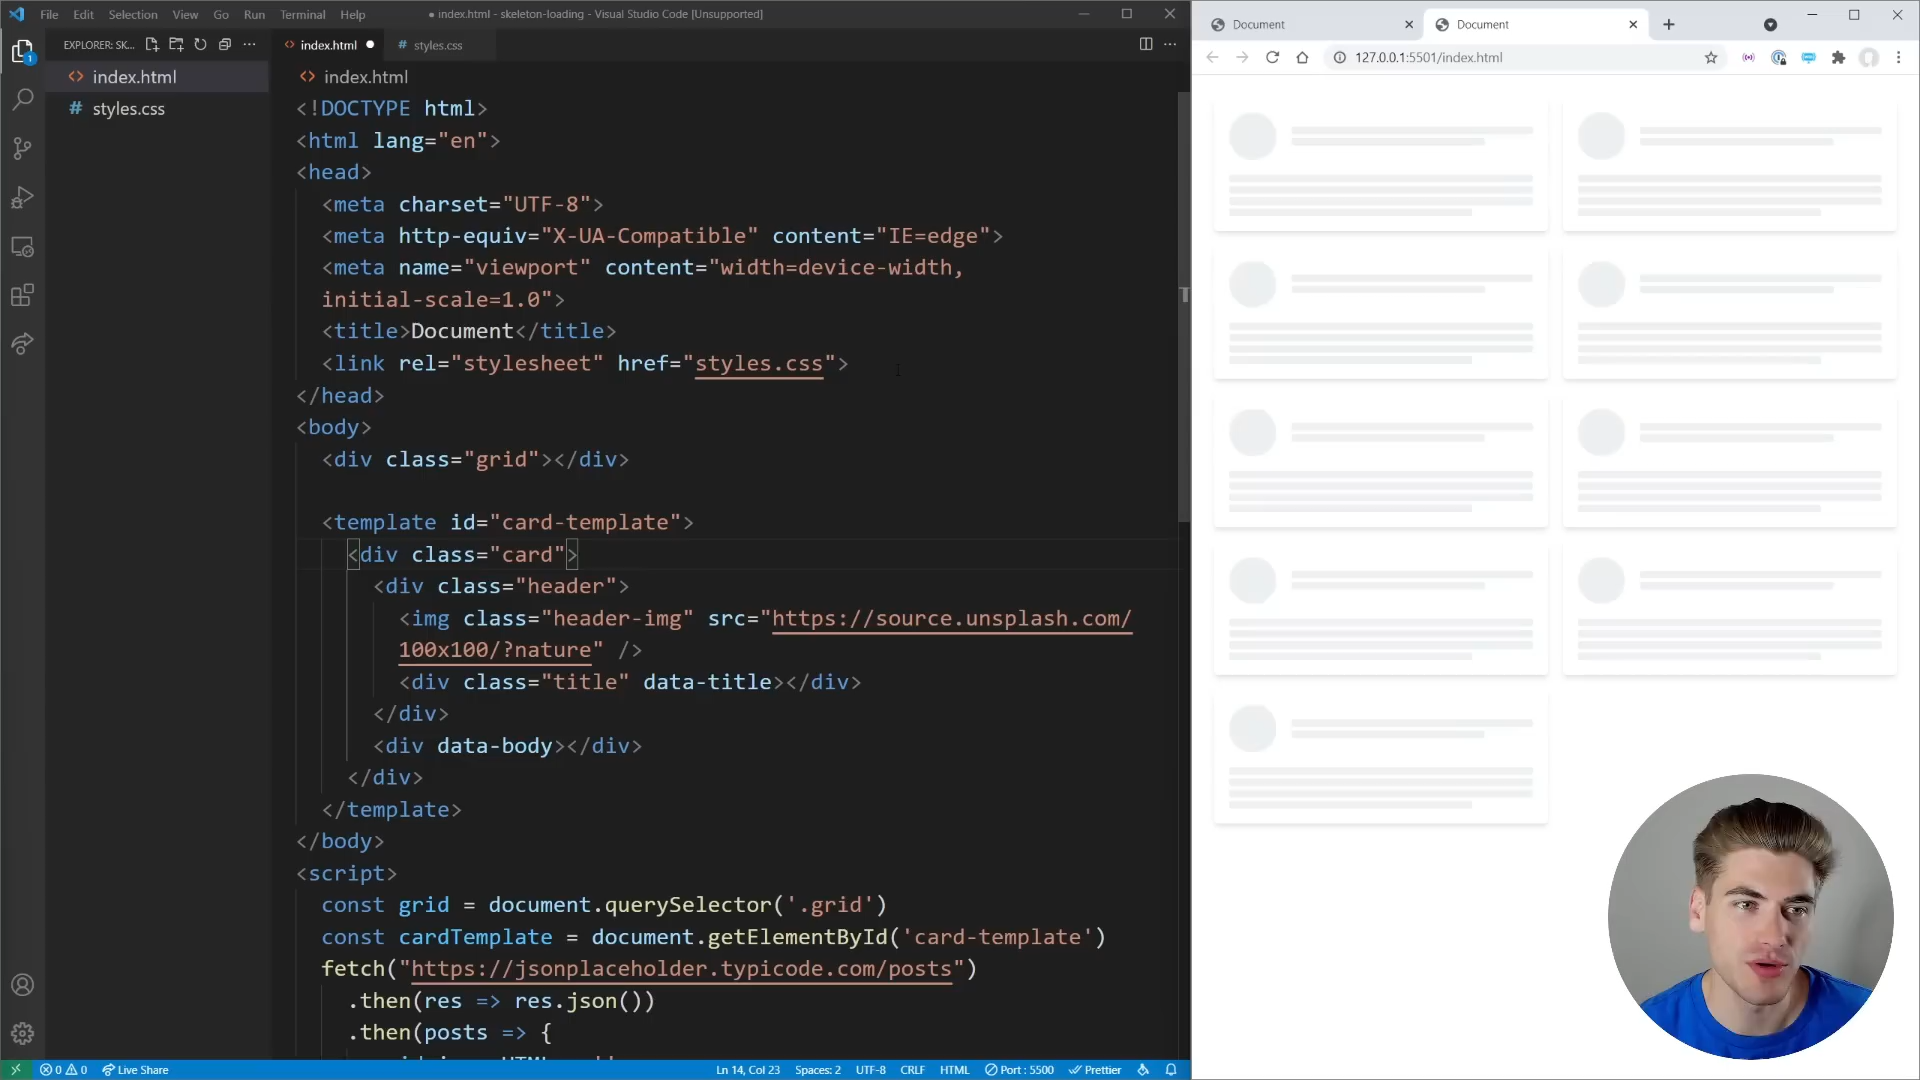 File Edit Selection View Go Run Terminal Help
● index.html - skeleton-loading - Visual Studio Code [Unsupported]
EXPLORER: SK...
index.html
styles.css
index.html
styles.css
index.html
<!DOCTYPE html>
<html lang="en">
<head>
<meta charset="UTF-8">
<meta http-equiv="X-UA-Compatible" content="IE=edge">
<meta name="viewport" content="width=device-width,
initial-scale=1.0">
<title>Document</title>
<link rel="stylesheet" href="styles.css">
</head>
<body>
<div class="grid"></div>
<template id="card-template">
<div class="card">
<div class="header">
<img class="header-img" src="https://source.unsplash.com/
100x100/?nature" />
<div class="title" data-title></div>
</div>
<div data-body></div>
</div>
</template>
</body>
<script>
const grid = document.querySelector('.grid')
const cardTemplate = document.getElementById('card-template')
fetch("https://jsonplaceholder.typicode.com/posts")
.then(res => res.json())
.then(posts => {
1
0 0 Live Share
Ln 14, Col 23 Spaces: 2 UTF-8 CRLF HTML Port : 5500 Prettier
Document
Document
127.0.0.1:5501/index.html